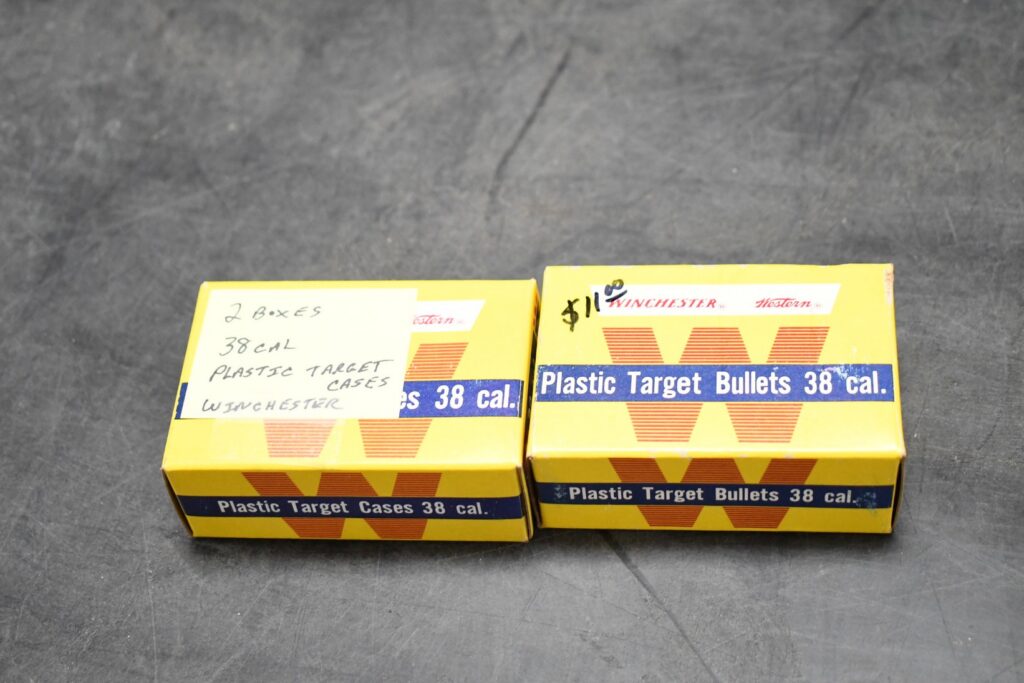 2 BOXES
38 CAL
PLASTIC TARGET
CASES
WINCHESTER
estern
es 38 cal.
Plastic Target Cases 38 cal.
$11.00
WINCHESTER Western
W
Plastic Target Bullets 38 cal.
Plastic Target Bullets 38 cal.